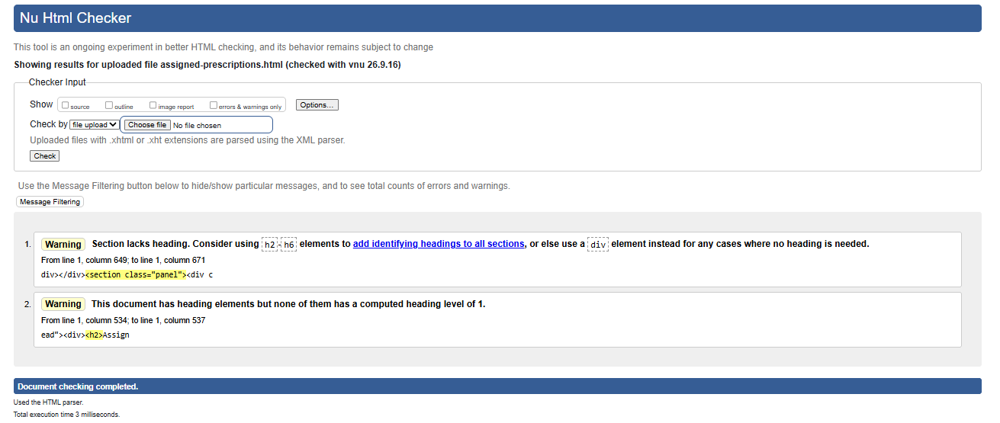 Nu Html Checker
This tool is an ongoing experiment in better HTML checking, and its behavior remains subject to change
Showing results for uploaded file assigned-prescriptions.html (checked with vnu 26.9.16)
Checker Input
Show source outline image report errors & warnings only Options...
Check by file upload Choose file No file chosen
Uploaded files with .xhtml or .xht extensions are parsed using the XML parser.
Check
Use the Message Filtering button below to hide/show particular messages, and to see total counts of errors and warnings.
Message Filtering
1. Warning Section lacks heading. Consider using h2-h6 elements to add identifying headings to all sections, or else use a div element instead for any cases where no heading is needed.
From line 1, column 649; to line 1, column 671
div></div><section class="panel"><div c
2. Warning This document has heading elements but none of them has a computed heading level of 1.
From line 1, column 534; to line 1, column 537
ead"><div><h2>Assign
Document checking completed.
Used the HTML parser.
Total execution time 3 milliseconds.